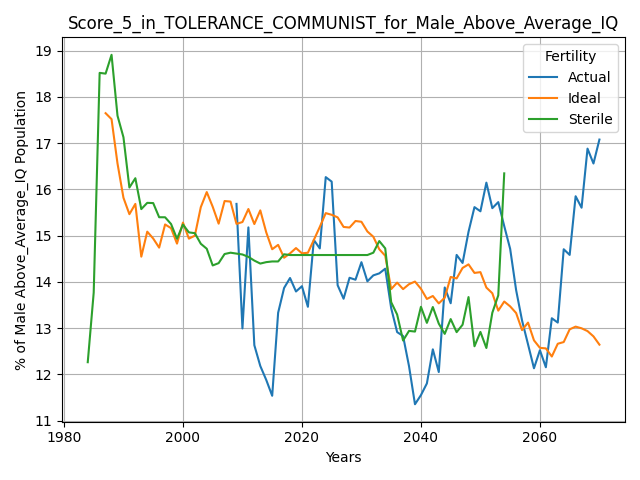 Score_5_in_TOLERANCE_COMMUNIST_for_Male_Above_Average_IQ
Fertility
Actual
Ideal
Sterile
% of Male Above_Average_IQ Population
19
18
17
16
15
14
13
12
11
1980
2000
2020
2040
2060
Years